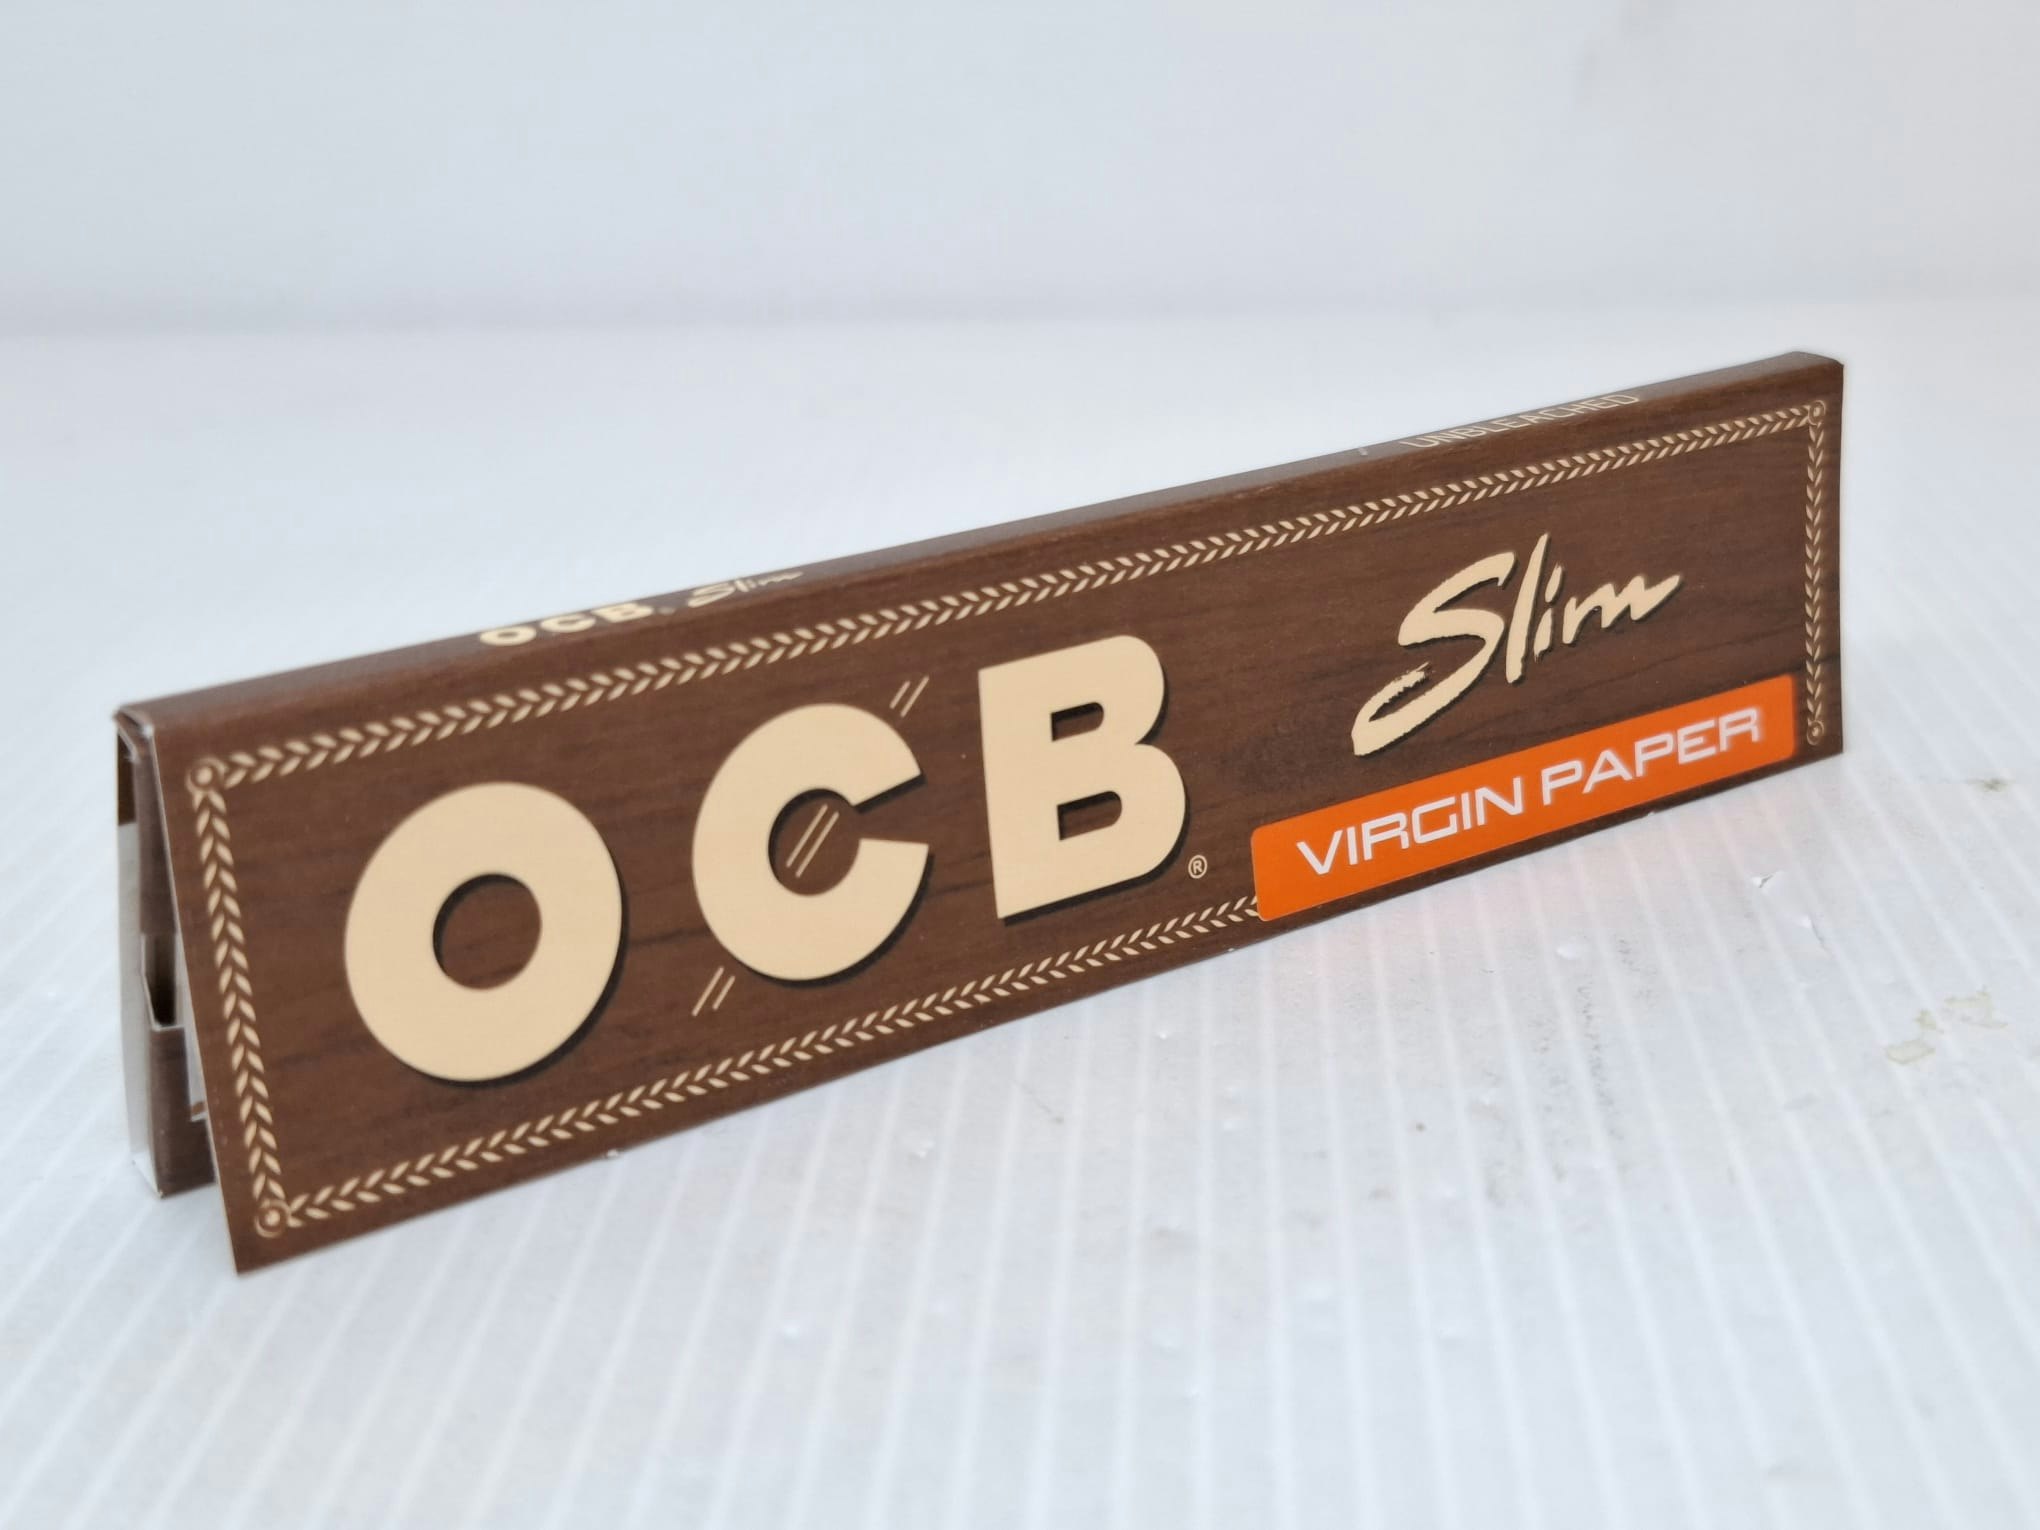 OCB® Slim
UNBLEACHED
OCB®
Slim
VIRGIN PAPER